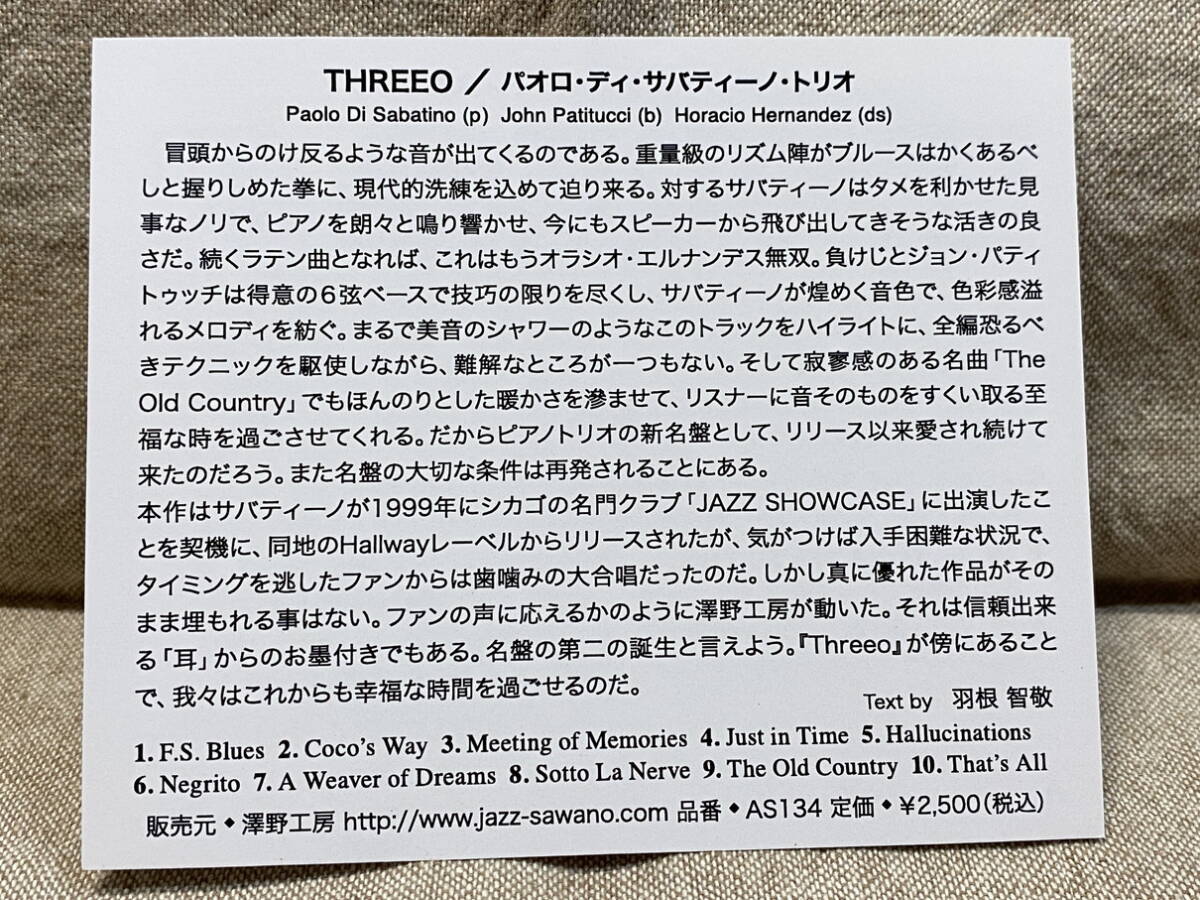 THREEO / パオロ・ディ・サバティーノ・トリオ
Paolo Di Sabatino (p) John Patitucci (b) Horacio Hernandez (ds)
冒頭からのけ反るような音が出てくるのである。重量級のリズム陣がブルースはかくあるべ
しと握りしめた拳に、現代的洗練を込めて迫り来る。対するサバティーノはタメを利かせた見
事なノリで、ピアノを朗々と鳴り響かせ、今にもスピーカーから飛び出してきそうな活きの良
さだ。続くラテン曲となれば、これはもうオラシオ・エルナンデス無双。負けじとジョン・パティ
トゥッチは得意の6弦ベースで技巧の限りを尽くし、サバティーノが煌めく音色で、色彩感溢
れるメロディを紡ぐ。まるで美音のシャワーのようなこのトラックをハイライトに、全編恐るべ
きテクニックを駆使しながら、難解なところが一つもない。そして寂寥感のある名曲「The
Old Country」でもほんのりとした暖かさを滲ませて、リスナーに音そのものをすくい取る至
福な時を過ごさせてくれる。だからピアノトリオの新名盤として、リリース以来愛され続けて
来たのだろう。また名盤の大切な条件は再発されることにある。
本作はサバティーノが1999年にシカゴの名門クラブ「JAZZ SHOWCASE」に出演したこ
とを契機に、同地のHallwayレーベルからリリースされたが、気がつけば入手困難な状況で、
タイミングを逃したファンからは歯噛みの大合唱だったのだ。しかし真に優れた作品がその
まま埋もれる事はない。ファンの声に応えるかのように澤野工房が動いた。それは信頼出来
る「耳」からのお墨付きでもある。名盤の第二の誕生と言えよう。『Threeo』が傍にあること
で、我々はこれからも幸福な時間を過ごせるのだ。
Text by 羽根 智敬
1. F.S. Blues 2. Coco's Way 3. Meeting of Memories 4. Just in Time 5. Hallucinations
6. Negrito 7. A Weaver of Dreams 8. Sotto La Nerve 9. The Old Country 10. That's All
販売元◆澤野工房 http://www.jazz-sawano.com 品番◆AS134 定価◆¥2,500(税込)